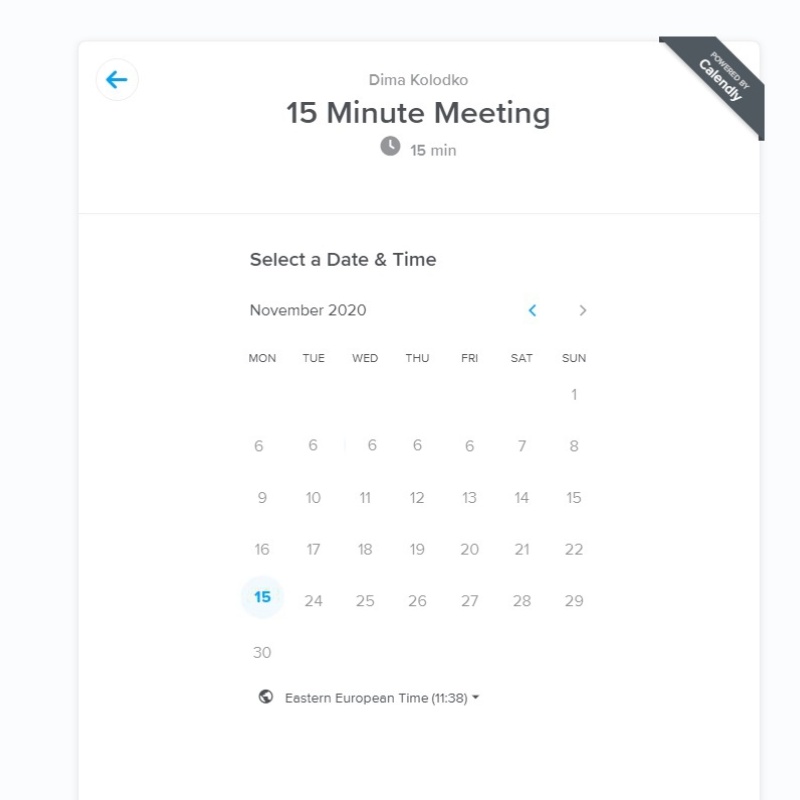 POWERED BY
Calendly
Dima Kolodko
15 Minute Meeting
15 min
Select a Date & Time
November 2020
MON TUE WED THU FRI SAT SUN
1
6 6 6 6 6 7 8
9 10 11 12 13 14 15
16 17 18 19 20 21 22
15 24 25 26 27 28 29
30
Eastern European Time (11:38)